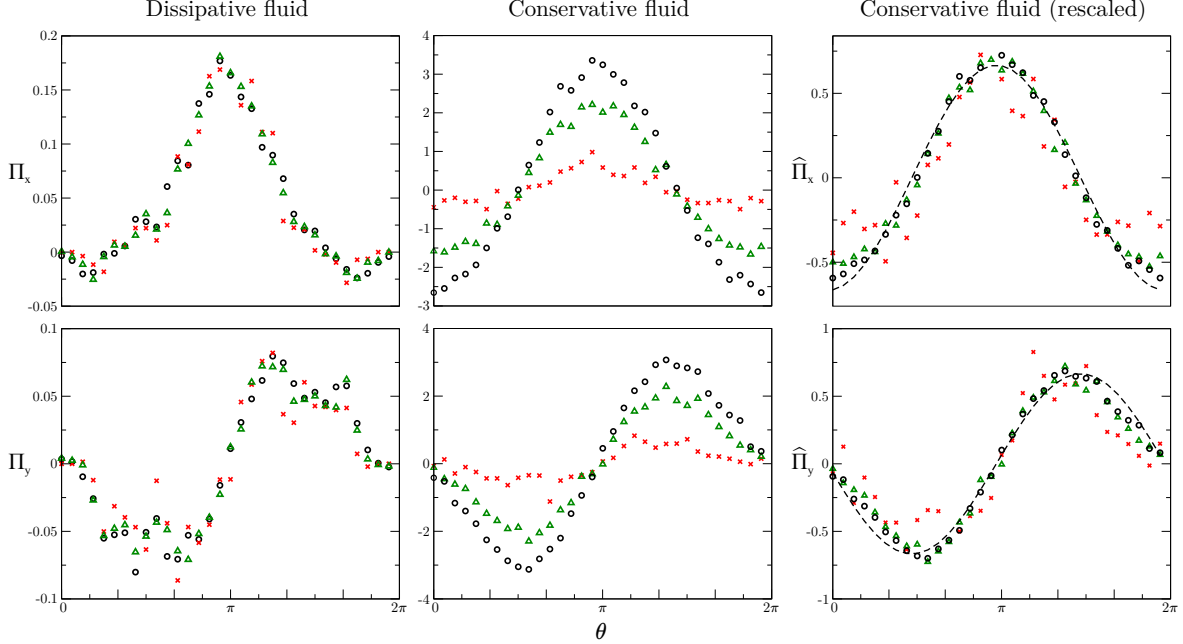 Dissipative fluid
Conservative fluid
Conservative fluid (rescaled)
0.2
0.15
0.1
0.05
0
-0.05
Πx
4
3
2
1
0
-1
-2
-3
0.5
0
-0.5
Π̂x
0.1
0.05
0
-0.05
-0.1
Πy
4
2
0
-2
-4
1
0.5
0
-0.5
-1
Π̂y
0 π 2π
0 π 2π
0 π 2π
θ